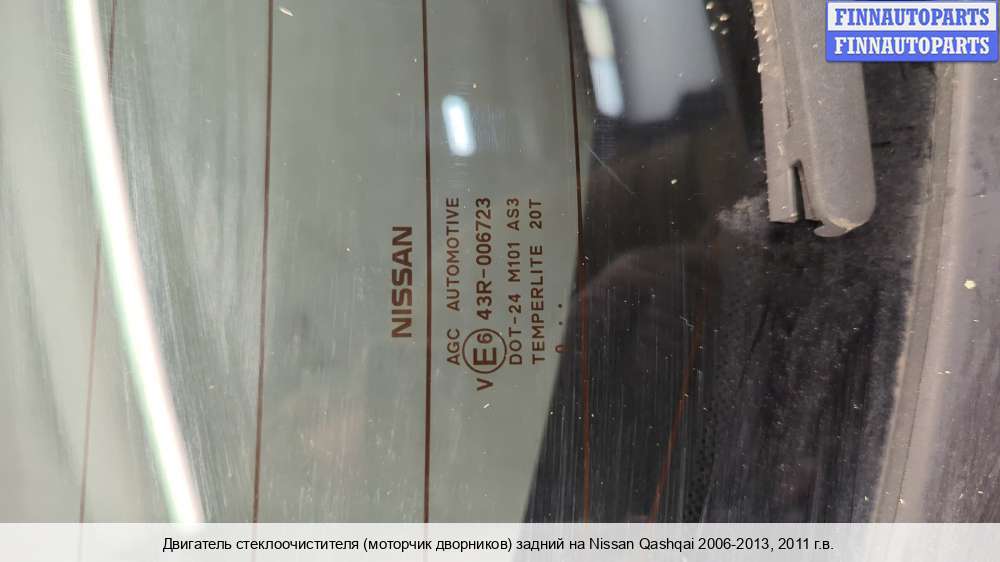 FINNAUTOPARTS
FINNAUTOPARTS
NISSAN
AGC AUTOMOTIVE
V E6 43R-006723
DOT-24 M101 AS3
TEMPERLITE 20T
Двигатель стеклоочистителя (моторчик дворников) задний на Nissan Qashqai 2006-2013, 2011 г.в.